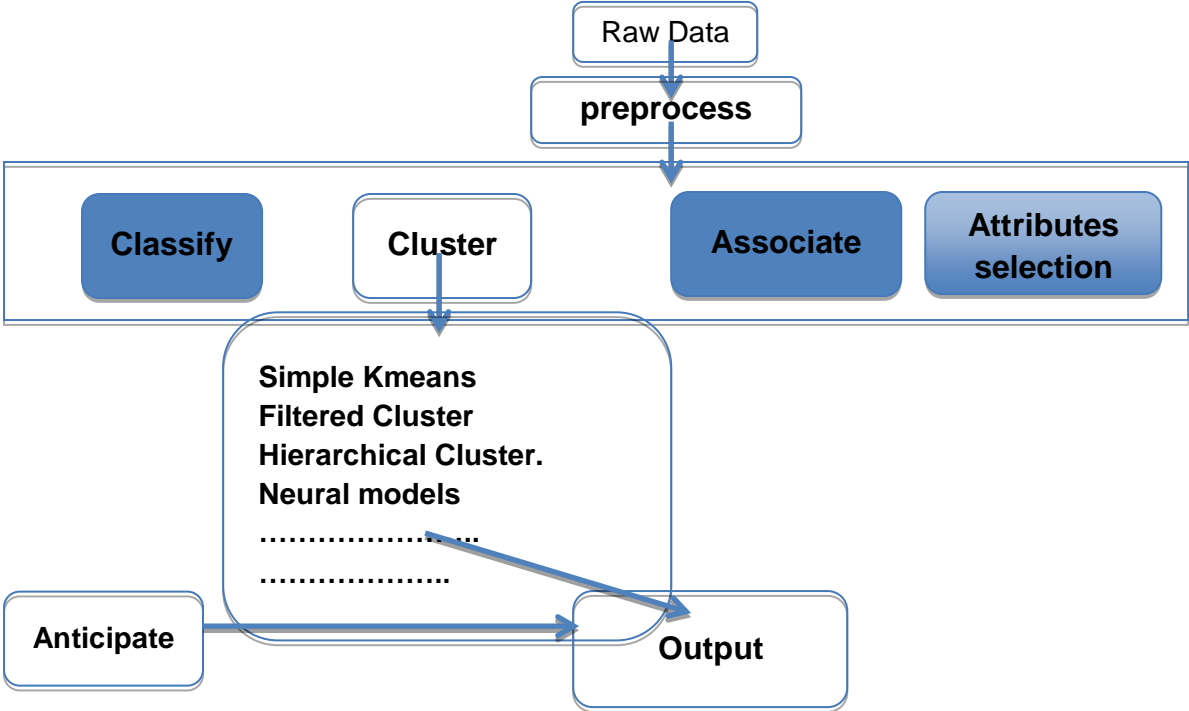 Raw Data
preprocess
Classify
Cluster
Associate
Attributes
selection
Simple Kmeans
Filtered Cluster
Hierarchical Cluster.
Neural models
…………………….
………………..
Anticipate
Output